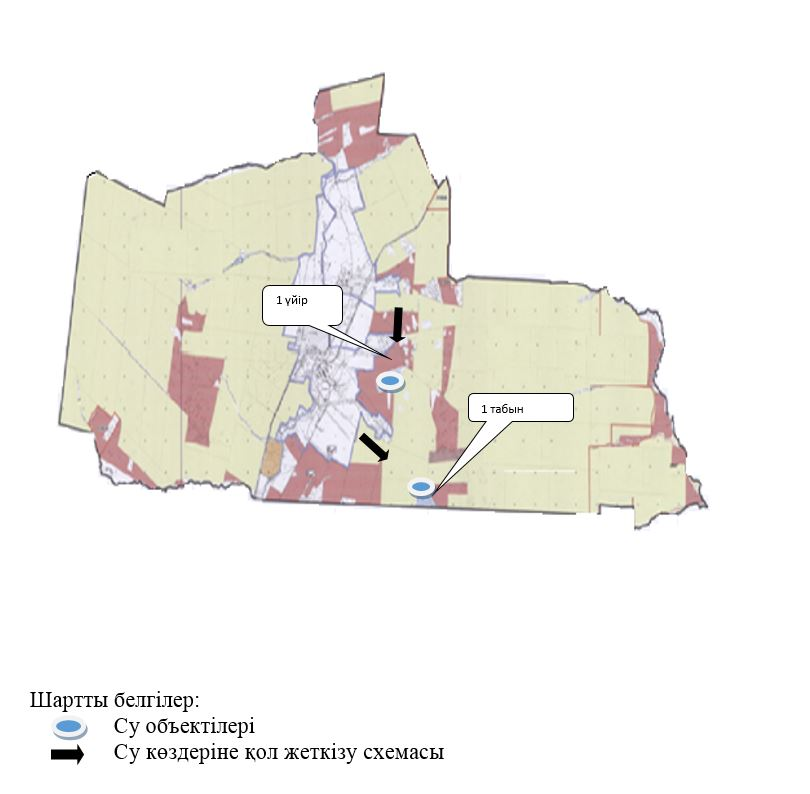 1 үйір
1 табын
Шартты белгілер:
Су объектілері
Су көздеріне қол жеткізу схемасы